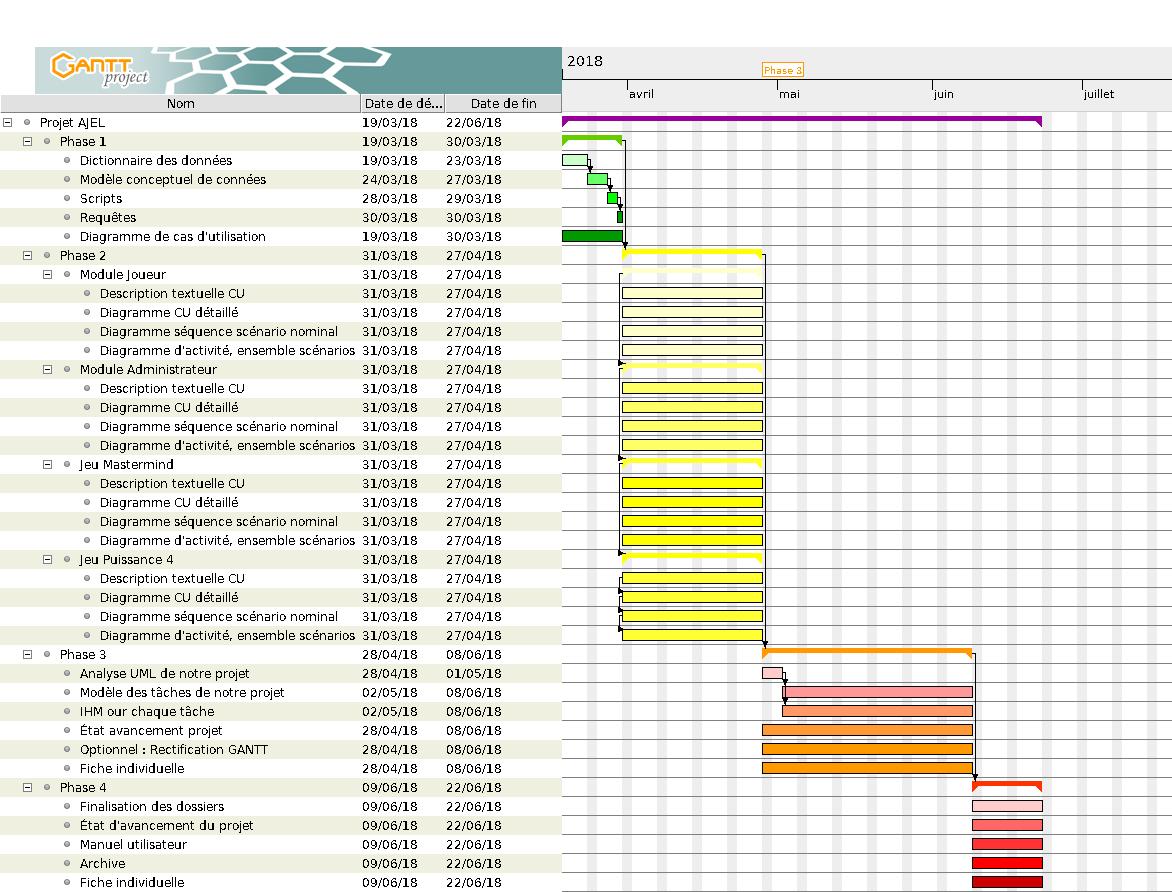 GANTT
project
2018
Phase 3
Nom Date de dé... Date de fin avril mai juin juillet
Projet AJEL 19/03/18 22/06/18
Phase 1 19/03/18 30/03/18
Dictionnaire des données 19/03/18 23/03/18
Modèle conceptuel de connées 24/03/18 27/03/18
Scripts 28/03/18 29/03/18
Requêtes 30/03/18 30/03/18
Diagramme de cas d'utilisation 19/03/18 30/03/18
Phase 2 31/03/18 27/04/18
Module Joueur 31/03/18 27/04/18
Description textuelle CU 31/03/18 27/04/18
Diagramme CU détaillé 31/03/18 27/04/18
Diagramme séquence scénario nominal 31/03/18 27/04/18
Diagramme d'activité, ensemble scénarios 31/03/18 27/04/18
Module Administrateur 31/03/18 27/04/18
Description textuelle CU 31/03/18 27/04/18
Diagramme CU détaillé 31/03/18 27/04/18
Diagramme séquence scénario nominal 31/03/18 27/04/18
Diagramme d'activité, ensemble scénarios 31/03/18 27/04/18
Jeu Mastermind 31/03/18 27/04/18
Description textuelle CU 31/03/18 27/04/18
Diagramme CU détaillé 31/03/18 27/04/18
Diagramme séquence scénario nominal 31/03/18 27/04/18
Diagramme d'activité, ensemble scénarios 31/03/18 27/04/18
Jeu Puissance 4 31/03/18 27/04/18
Description textuelle CU 31/03/18 27/04/18
Diagramme CU détaillé 31/03/18 27/04/18
Diagramme séquence scénario nominal 31/03/18 27/04/18
Diagramme d'activité, ensemble scénarios 31/03/18 27/04/18
Phase 3 28/04/18 08/06/18
Analyse UML de notre projet 28/04/18 01/05/18
Modèle des tâches de notre projet 02/05/18 08/06/18
IHM our chaque tâche 02/05/18 08/06/18
État avancement projet 28/04/18 08/06/18
Optionnel : Rectification GANTT 28/04/18 08/06/18
Fiche individuelle 28/04/18 08/06/18
Phase 4 09/06/18 22/06/18
Finalisation des dossiers 09/06/18 22/06/18
État d'avancement du projet 09/06/18 22/06/18
Manuel utilisateur 09/06/18 22/06/18
Archive 09/06/18 22/06/18
Fiche individuelle 09/06/18 22/06/18